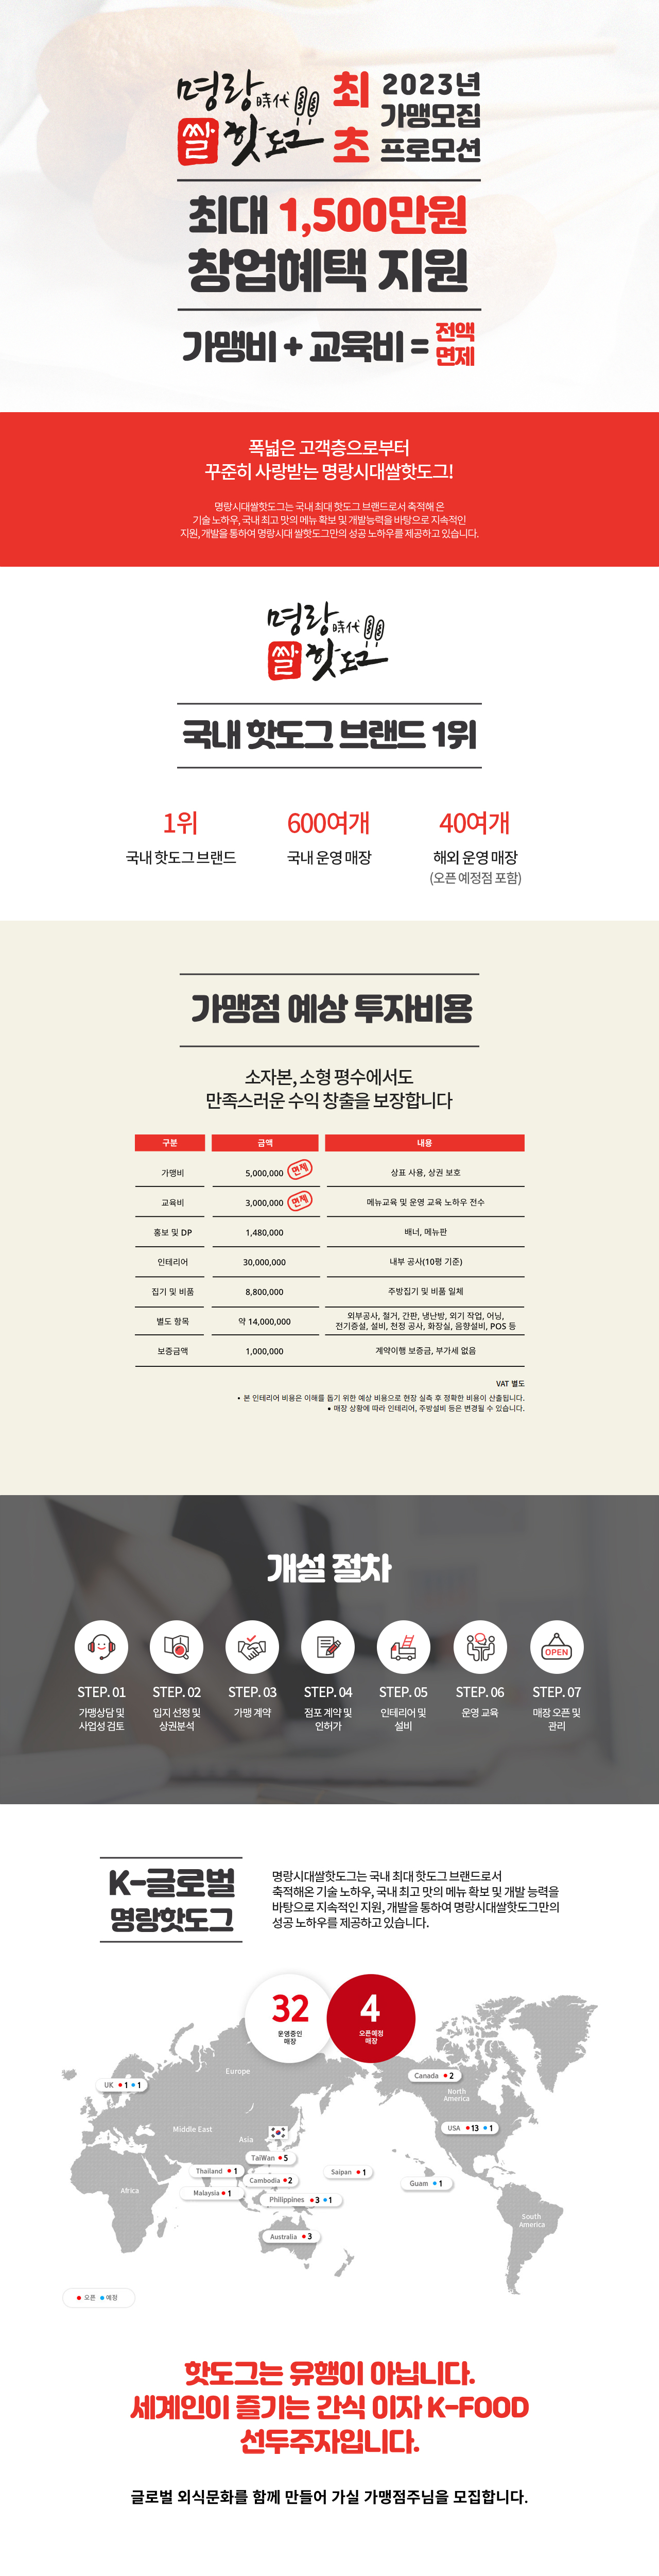 명랑時代
쌀핫도그
최초
2023년
가맹모집
프로모션
최대 1,500만원
창업혜택 지원
가맹비 + 교육비 = 전액
면제
폭넓은 고객층으로부터
꾸준히 사랑받는 명랑시대쌀핫도그!
명랑시대쌀핫도그는 국내 최대 핫도그 브랜드로서 축적해 온
기술 노하우, 국내 최고 맛의 메뉴 확보 및 개발능력을 바탕으로 지속적인
지원, 개발을 통하여 명랑시대 쌀핫도그만의 성공 노하우를 제공하고 있습니다.
명랑時代
쌀핫도그
국내 핫도그 브랜드 1위
1위
국내 핫도그 브랜드
600여개
국내 운영 매장
40여개
해외 운영 매장
(오픈 예정점 포함)
가맹점 예상 투자비용
소자본, 소형 평수에서도
만족스러운 수익 창출을 보장합니다
구분 금액 내용
가맹비 5,000,000 면제 상표 사용, 상권 보호
교육비 3,000,000 면제 메뉴교육 및 운영 교육 노하우 전수
홍보 및 DP 1,480,000 배너, 메뉴판
인테리어 30,000,000 내부 공사(10평 기준)
집기 및 비품 8,800,000 주방집기 및 비품 일체
별도 항목 약 14,000,000 외부공사, 철거, 간판, 냉난방, 외기 작업, 어닝,
전기증설, 설비, 천정 공사, 화장실, 음향설비, POS 등
보증금액 1,000,000 계약이행 보증금, 부가세 없음
VAT 별도
• 본 인테리어 비용은 이해를 돕기 위한 예상 비용으로 현장 실측 후 정확한 비용이 산출됩니다.
• 매장 상황에 따라 인테리어, 주방설비 등은 변경될 수 있습니다.
개설 절차
OPEN
STEP. 01
가맹상담 및
사업성 검토
STEP. 02
입지 선정 및
상권분석
STEP. 03
가맹 계약
STEP. 04
점포 계약 및
인허가
STEP. 05
인테리어 및
설비
STEP. 06
운영 교육
STEP. 07
매장 오픈 및
관리
K-글로벌
명랑핫도그
명랑시대쌀핫도그는 국내 최대 핫도그 브랜드로서
축적해온 기술 노하우, 국내 최고 맛의 메뉴 확보 및 개발 능력을
바탕으로 지속적인 지원, 개발을 통하여 명랑시대쌀핫도그만의
성공 노하우를 제공하고 있습니다.
32
운영중인
매장
4
오픈예정
매장
Europe
UK 1 1
Canada 2
North
America
Middle East
Asia
USA 13 1
TaiWan 5
Thailand 1
Cambodia 2
Saipan 1
Guam 1
Africa
Malaysia 1
Philippines 3 1
South
America
Australia 3
오픈 예정
핫도그는 유행이 아닙니다.
세계인이 즐기는 간식 이자 K-FOOD
선두주자입니다.
글로벌 외식문화를 함께 만들어 가실 가맹점주님을 모집합니다.